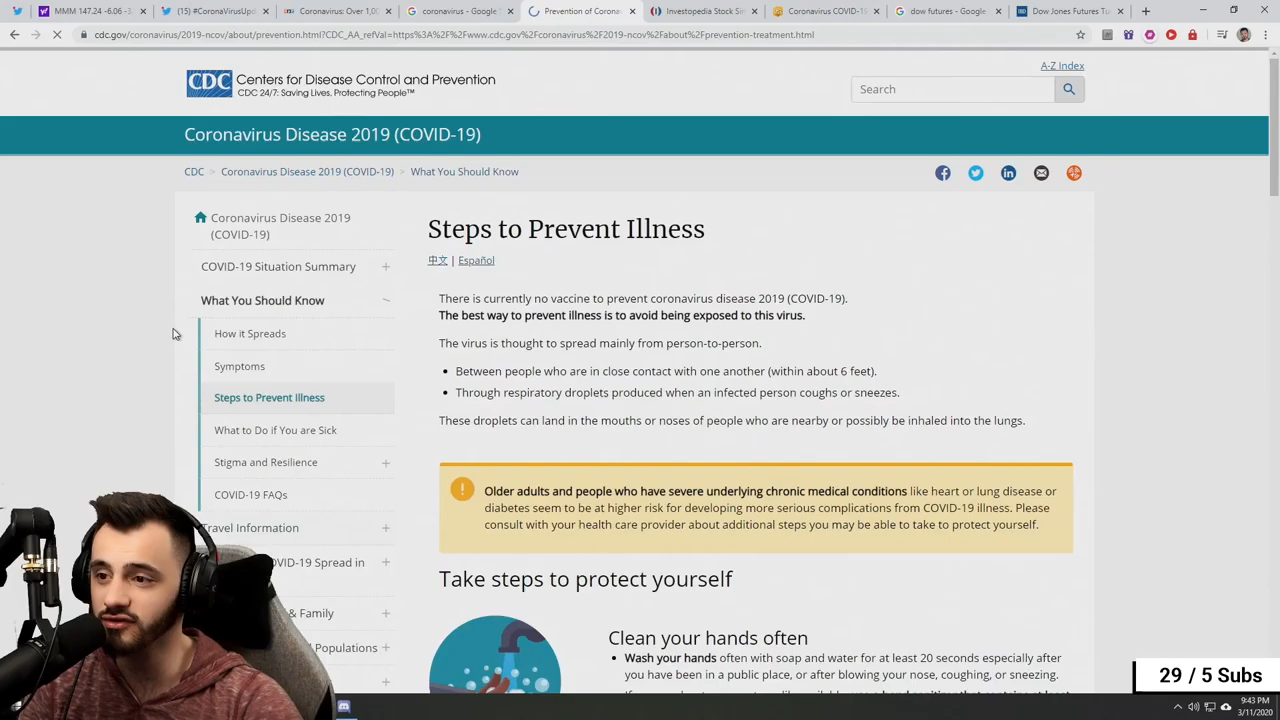 MMM 147.24 -6.06 -3
(15) #CoronaVirusUpd
Coronavirus: Over 1,00
coronavirus - Google
Prevention of Corona
Investopedia Stock Si
Coronavirus COVID-1
dow futures - Google
Dow Jones Futures Tu
cdc.gov/coronavirus/2019-ncov/about/prevention.html?CDC_AA_refVal=https%3A%2F%2Fwww.cdc.gov%2Fcoronavirus%2F2019-ncov%2Fabout%2Fprevention-treatment.html
A-Z Index
CDC
Centers for Disease Control and Prevention
CDC 24/7: Saving Lives, Protecting People™
Search
Coronavirus Disease 2019 (COVID-19)
CDC > Coronavirus Disease 2019 (COVID-19) > What You Should Know
Coronavirus Disease 2019
(COVID-19)
COVID-19 Situation Summary
What You Should Know
How it Spreads
Symptoms
Steps to Prevent Illness
What to Do if You are Sick
Stigma and Resilience
COVID-19 FAQs
Travel Information
OVID-19 Spread in
& Family
Populations
Steps to Prevent Illness
中文 | Español
There is currently no vaccine to prevent coronavirus disease 2019 (COVID-19).
The best way to prevent illness is to avoid being exposed to this virus.
The virus is thought to spread mainly from person-to-person.
• Between people who are in close contact with one another (within about 6 feet).
• Through respiratory droplets produced when an infected person coughs or sneezes.
These droplets can land in the mouths or noses of people who are nearby or possibly be inhaled into the lungs.
Older adults and people who have severe underlying chronic medical conditions like heart or lung disease or
diabetes seem to be at higher risk for developing more serious complications from COVID-19 illness. Please
consult with your health care provider about additional steps you may be able to take to protect yourself.
Take steps to protect yourself
Clean your hands often
• Wash your hands often with soap and water for at least 20 seconds especially after
you have been in a public place, or after blowing your nose, coughing, or sneezing.
29 / 5 Subs
9:43 PM
3/11/2020